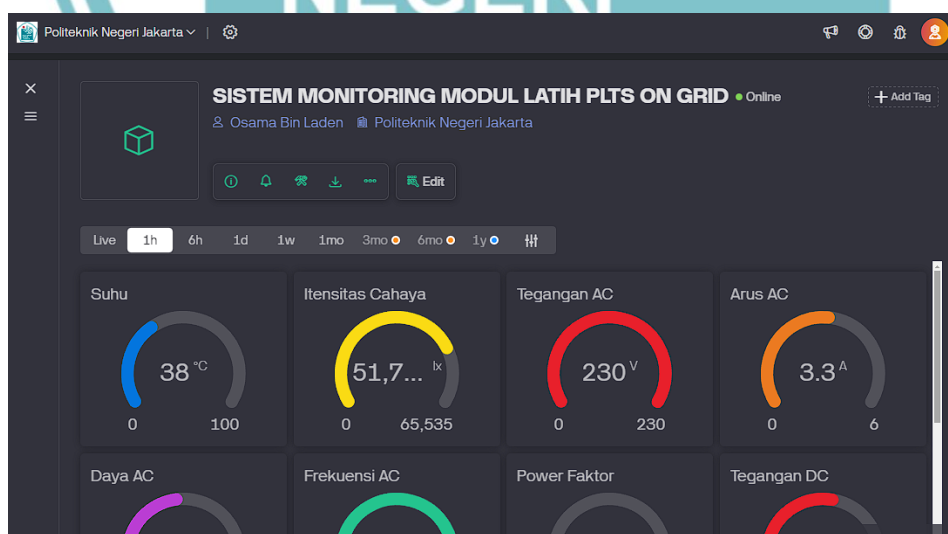 NEGERI
Politeknik Negeri Jakarta
SISTEM MONITORING MODUL LATIH PLTS ON GRID Online
+ Add Tag
Osama Bin Laden Politeknik Negeri Jakarta
Edit
Live 1h 6h 1d 1w 1mo 3mo 6mo 1y
Suhu
38 °C
0 100
Itensitas Cahaya
51,7... lx
0 65,535
Tegangan AC
230 V
0 230
Arus AC
3.3 A
0 6
Daya AC
Frekuensi AC
Power Faktor
Tegangan DC